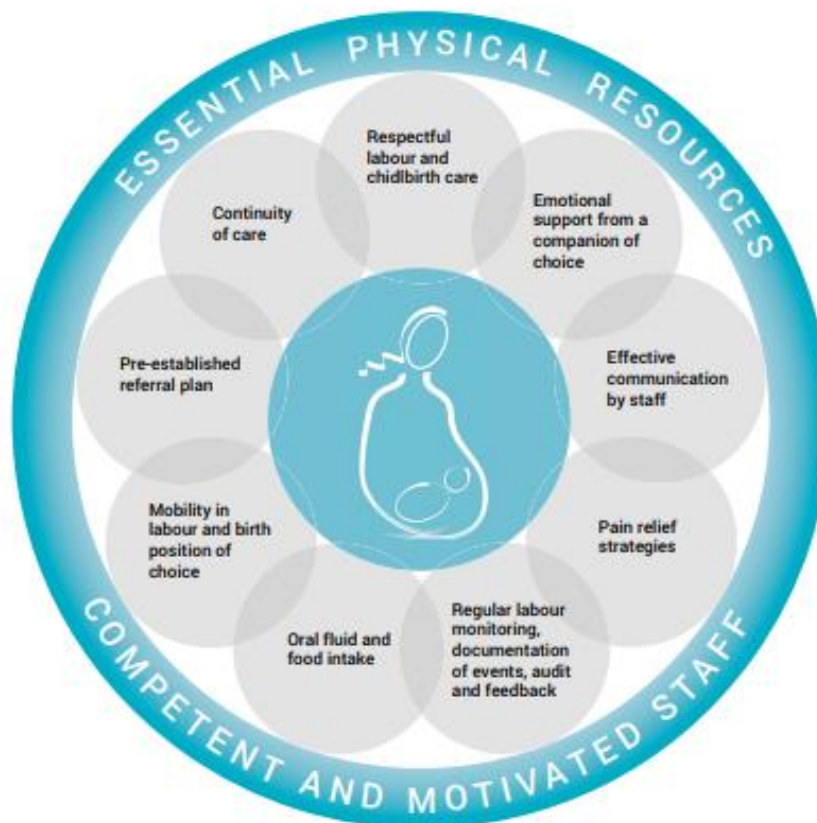 ESSENTIAL PHYSICAL RESOURCES
Respectful
labour and
chidlbirth care
Emotional
support from a
companion of
choice
Effective
communication
by staff
Pain relief
strategies
Regular labour
monitoring,
documentation
of events, audit
and feedback
Oral fluid and
food intake
Mobility in
labour and birth
position of
choice
Pre-established
referral plan
Continuity
of care
COMPETENT AND MOTIVATED STAFF